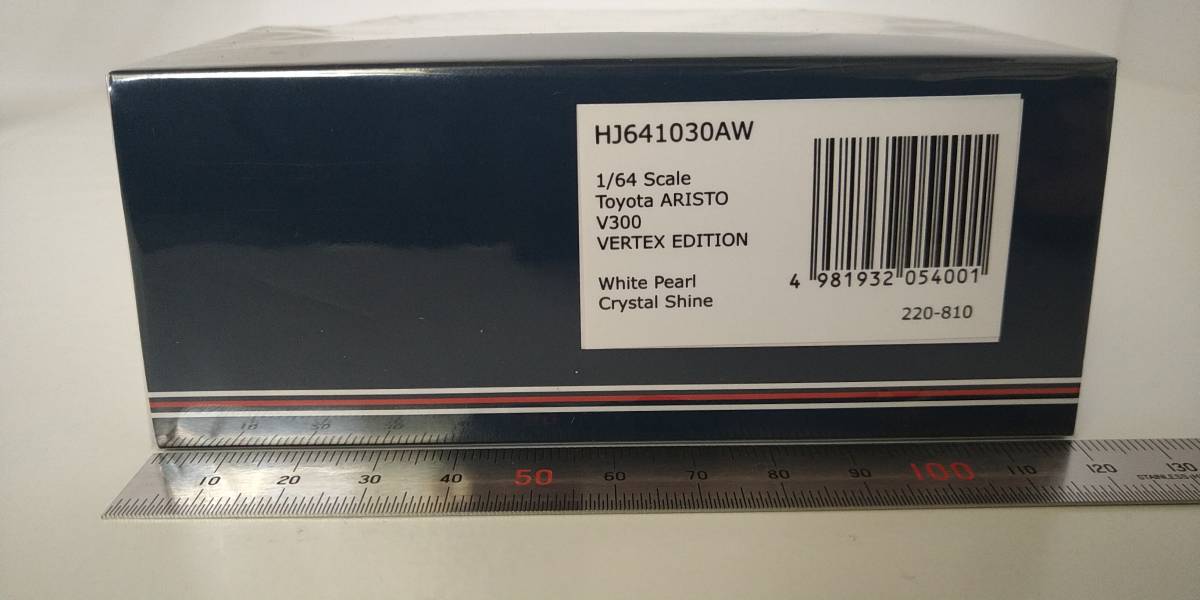 HJ641030AW
1/64 Scale
Toyota ARISTO
V300
VERTEX EDITION
White Pearl
Crystal Shine
4 981932 054001
220-810
10 20 30 40 50 60 70 80 90 100 110 120 130
STAINLESS